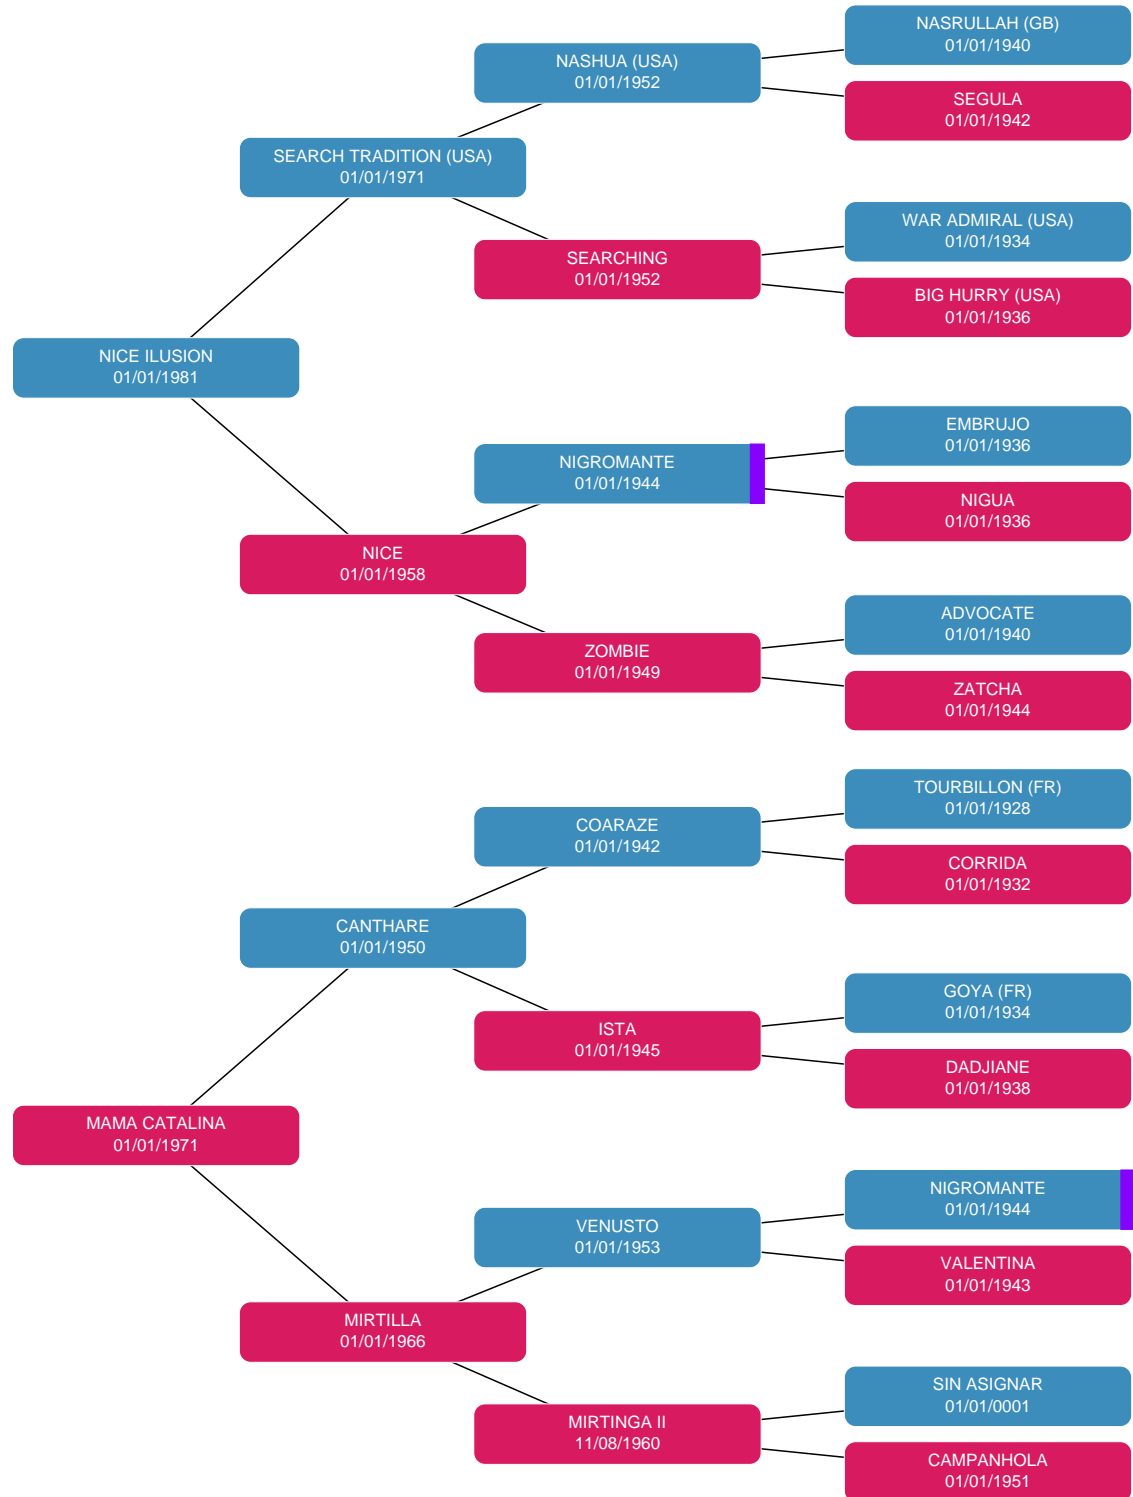 NASRULLAH (GB)
01/01/1940
NASHUA (USA)
01/01/1952
SEGULA
01/01/1942
SEARCH TRADITION (USA)
01/01/1971
WAR ADMIRAL (USA)
01/01/1934
SEARCHING
01/01/1952
BIG HURRY (USA)
01/01/1936
NICE ILUSION
01/01/1981
EMBRUJO
01/01/1936
NIGROMANTE
01/01/1944
NIGUA
01/01/1936
NICE
01/01/1958
ADVOCATE
01/01/1940
ZOMBIE
01/01/1949
ZATCHA
01/01/1944
TOURBILLON (FR)
01/01/1928
COARAZE
01/01/1942
CORRIDA
01/01/1932
CANTHARE
01/01/1950
GOYA (FR)
01/01/1934
ISTA
01/01/1945
DADJIANE
01/01/1938
MAMA CATALINA
01/01/1971
NIGROMANTE
01/01/1944
VENUSTO
01/01/1953
VALENTINA
01/01/1943
MIRTILLA
01/01/1966
SIN ASIGNAR
01/01/0001
MIRTINGA II
11/08/1960
CAMPANHOLA
01/01/1951